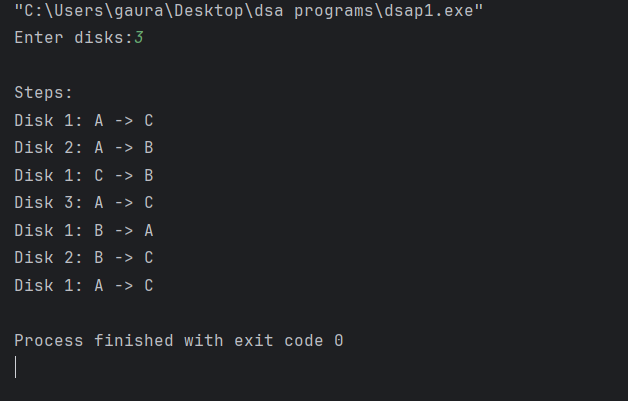 "C:\Users\gaura\Desktop\dsa programs\dsap1.exe"
Enter disks:3
Steps:
Disk 1: A -> C
Disk 2: A -> B
Disk 1: C -> B
Disk 3: A -> C
Disk 1: B -> A
Disk 2: B -> C
Disk 1: A -> C
Process finished with exit code 0